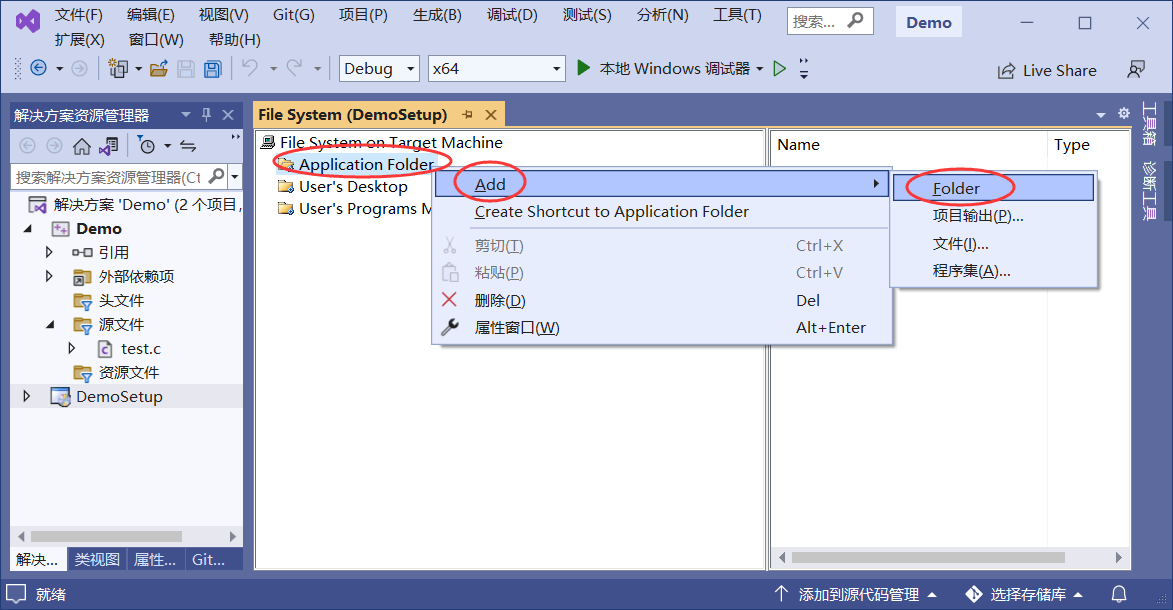 文件(F) 编辑(E) 视图(V) Git(G) 项目(P) 生成(B) 调试(D) 测试(S) 分析(N) 工具(T) 搜索... Demo
扩展(X) 窗口(W) 帮助(H)
Debug x64 本地 Windows 调试器 Live Share
解决方案资源管理器
搜索解决方案资源管理器(Ct
解决方案 'Demo' (2 个项目,
Demo
引用
外部依赖项
头文件
源文件
test.c
资源文件
DemoSetup
解决... 类视图 属性... Git...
File System (DemoSetup)
File System on Target Machine
Application Folder
User's Desktop
User's Programs M
Name Type
Add
Create Shortcut to Application Folder
剪切(T) Ctrl+X
粘贴(P) Ctrl+V
删除(D) Del
属性窗口(W) Alt+Enter
Folder
项目输出(P)...
文件(I)...
程序集(A)...
工具箱
诊断工具
就绪 添加到源代码管理 选择存储库